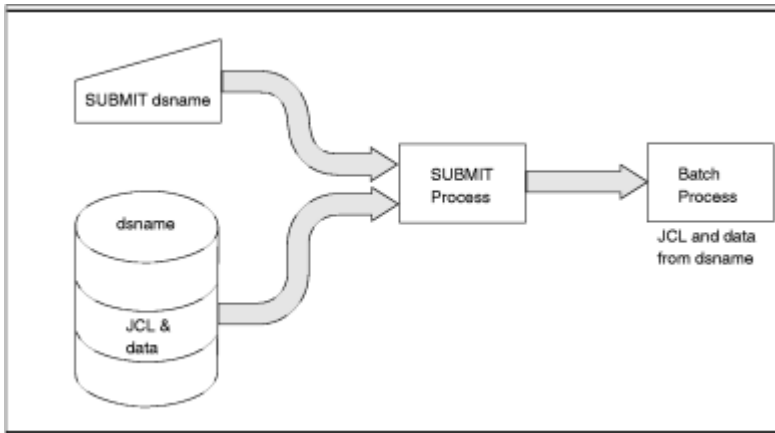 SUBMIT dsname
dsname
JCL &
data
SUBMIT
Process
Batch
Process
JCL and data
from dsname